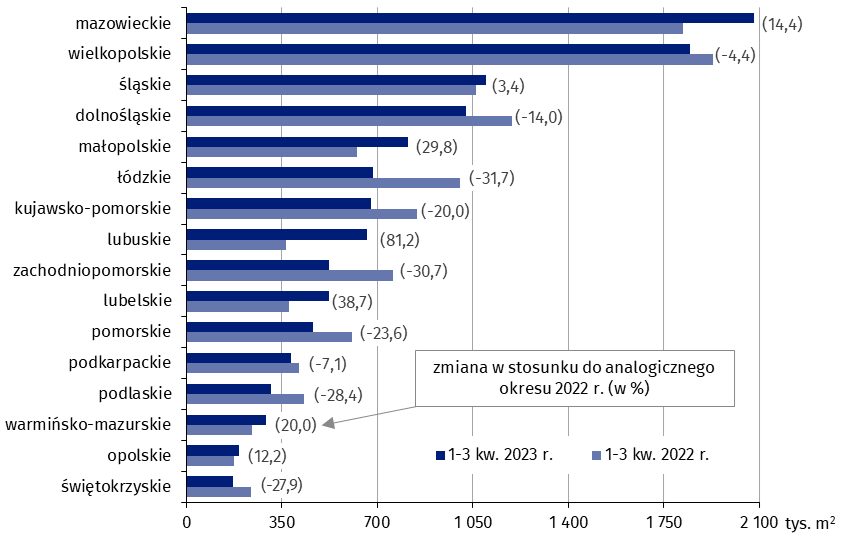 mazowieckie (14,4)
wielkopolskie (-4,4)
śląskie (3,4)
dolnośląskie (-14,0)
małopolskie (29,8)
łódzkie (-31,7)
kujawsko-pomorskie (-20,0)
lubuskie (81,2)
zachodniopomorskie (-30,7)
lubelskie (38,7)
pomorskie (-23,6)
podkarpackie (-7,1)
zmiana w stosunku do analogicznego
okresu 2022 r. (w %)
podlaskie (-28,4)
warmińsko-mazurskie (20,0)
opolskie (12,2)
1-3 kw. 2023 r. 1-3 kw. 2022 r.
świętokrzyskie (-27,9)
0 350 700 1 050 1 400 1 750 2 100 tys. m²